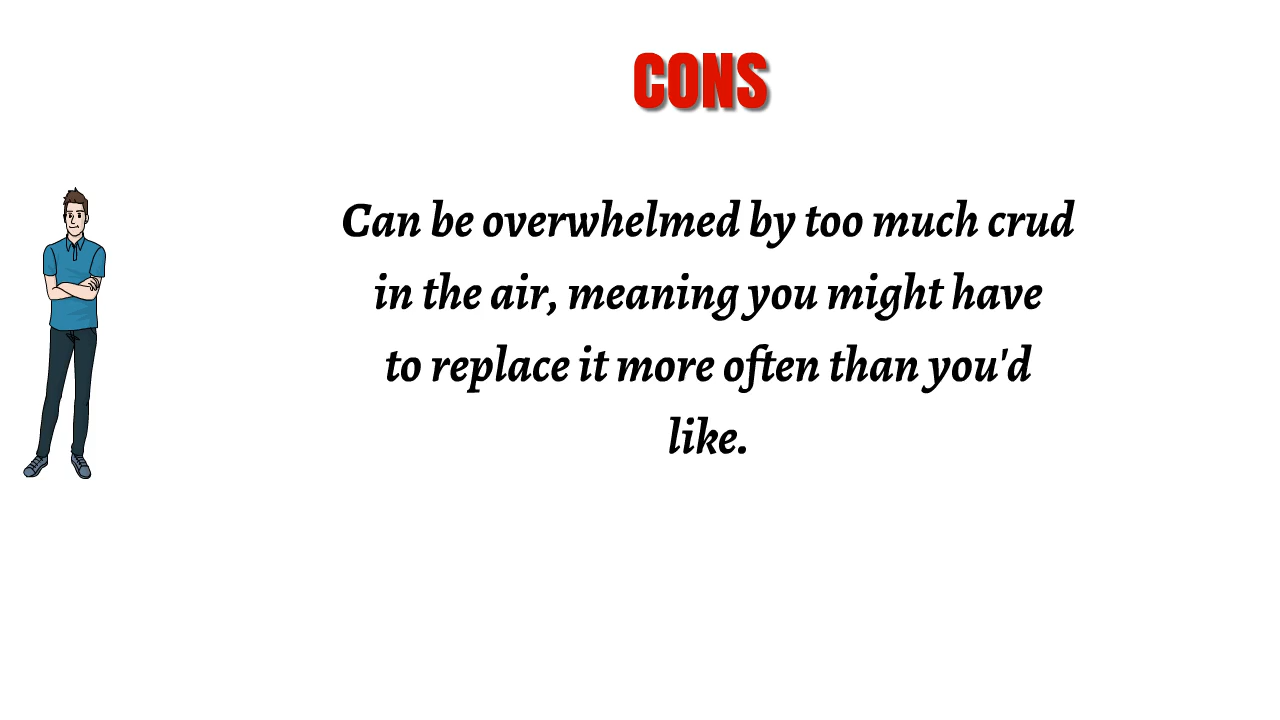 CONS
Can be overwhelmed by too much crud
in the air, meaning you might have
to replace it more often than you'd
like.